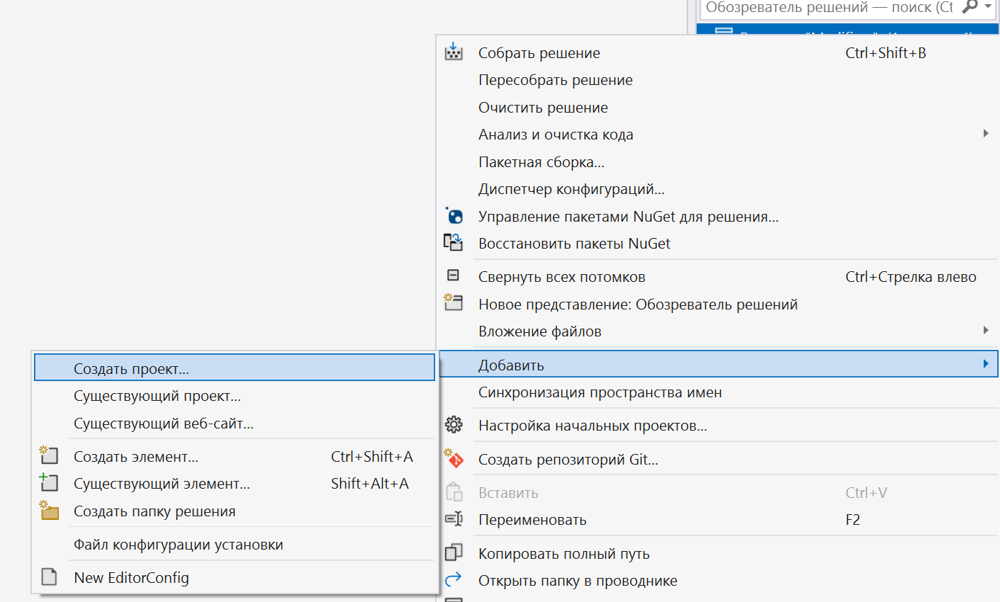 Обозреватель решений — поиск (Ct
Собрать решение Ctrl+Shift+B
Пересобрать решение
Очистить решение
Анализ и очистка кода
Пакетная сборка...
Диспетчер конфигураций...
Управление пакетами NuGet для решения...
Восстановить пакеты NuGet
Свернуть всех потомков Ctrl+Стрелка влево
Новое представление: Обозреватель решений
Вложение файлов
Добавить
Синхронизация пространства имен
Настройка начальных проектов...
Создать репозиторий Git...
Вставить Ctrl+V
Переименовать F2
Копировать полный путь
Открыть папку в проводнике
Создать проект...
Существующий проект...
Существующий веб-сайт...
Создать элемент... Ctrl+Shift+A
Существующий элемент... Shift+Alt+A
Создать папку решения
Файл конфигурации установки
New EditorConfig